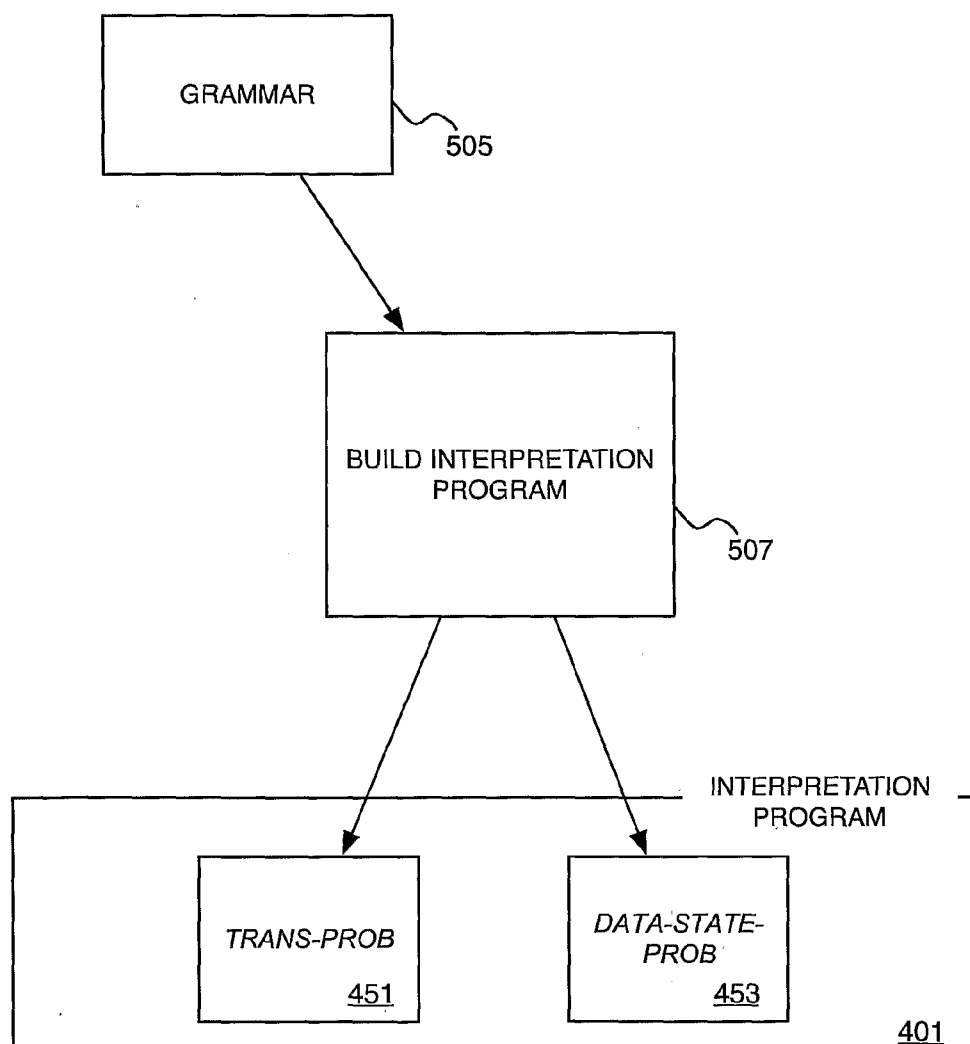 GRAMMAR
505
BUILD INTERPRETATION
PROGRAM
507
INTERPRETATION
PROGRAM
TRANS-PROB
451
DATA-STATE-
PROB
453
401